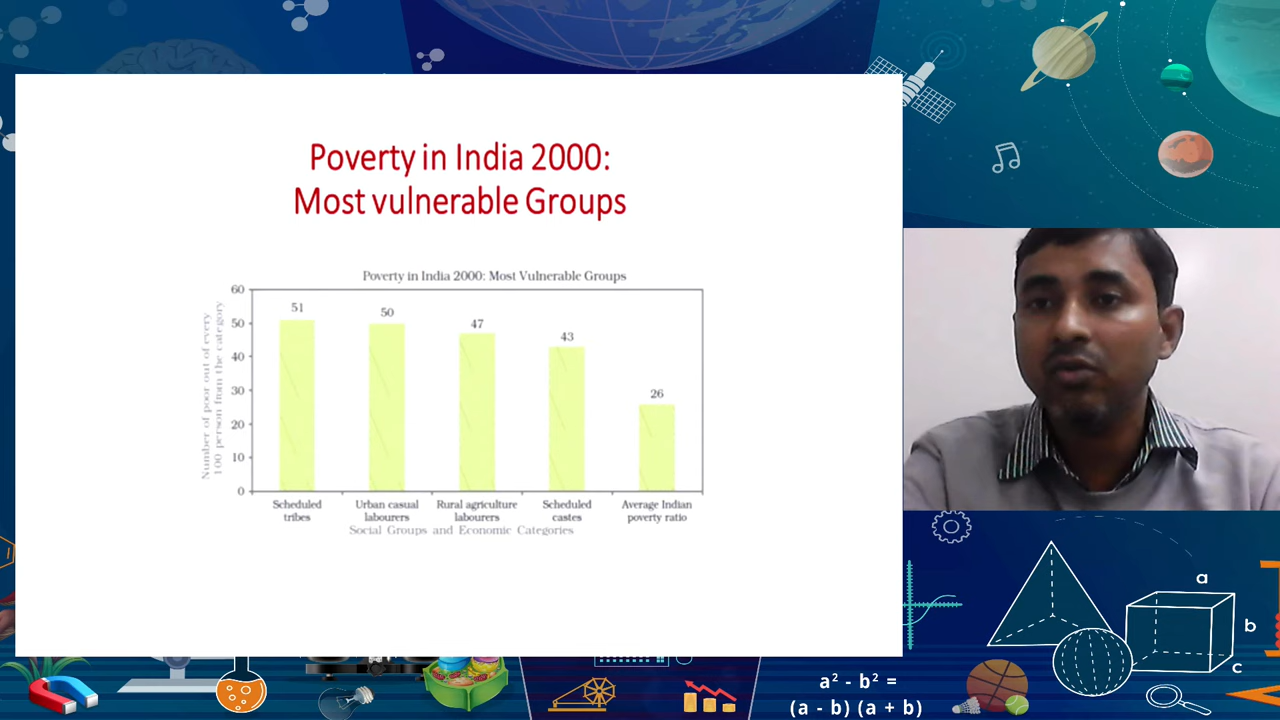 Poverty in India 2000:
Most vulnerable Groups
Poverty in India 2000: Most Vulnerable Groups
Number of poor out of every
100 person from the category
60
50
40
30
20
10
0
51
50
47
43
26
Scheduled
tribes
Urban casual
labourers
Rural agriculture
labourers
Scheduled
castes
Average Indian
poverty ratio
Social Groups and Economic Categories
a
b
c
a² - b² =
(a - b) (a + b)